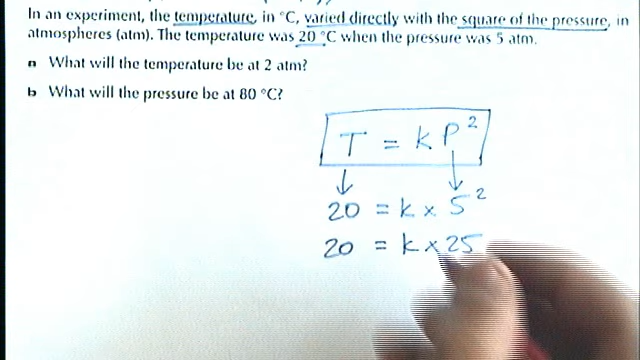 In an experiment, the temperature, in °C, varied directly with the square of the pressure, in
atmospheres (atm). The temperature was 20 °C when the pressure was 5 atm.
a What will the temperature be at 2 atm?
b What will the pressure be at 80 °C?
T = kP²
20 = k × 5²
20 = k × 25